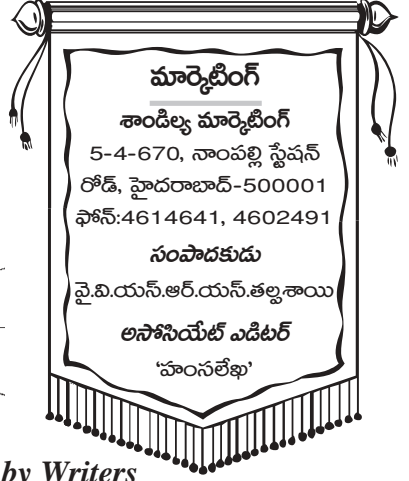 మార్కెటింగ్
శాండిల్య మార్కెటింగ్
5-4-670, నాంపల్లి స్టేషన్
రోడ్, హైదరాబాద్-500001
ఫోన్:4614641, 4602491
సంపాదకుడు
వై.వి.యస్.ఆర్.యస్.తల్పశాయి
అసోసియేట్ ఎడిటర్
‘హంసలేఖ’
by Writers